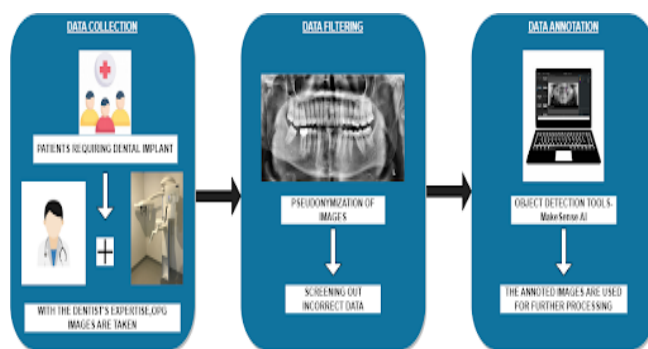 DATA COLLECTION
PATIENTS REQUIRING DENTAL IMPLANT
WITH THE DENTIST'S EXPERTISE,OPG
IMAGES ARE TAKEN
DATA FILTERING
L
PSEUDONYMIZATION OF
IMAGES
SCREENING OUT
INCORRECT DATA
DATA ANNOTATION
OBJECT DETECTION TOOLS-
MakeSense AI
THE ANNOTED IMAGES ARE USED
FOR FURTHER PROCESSING